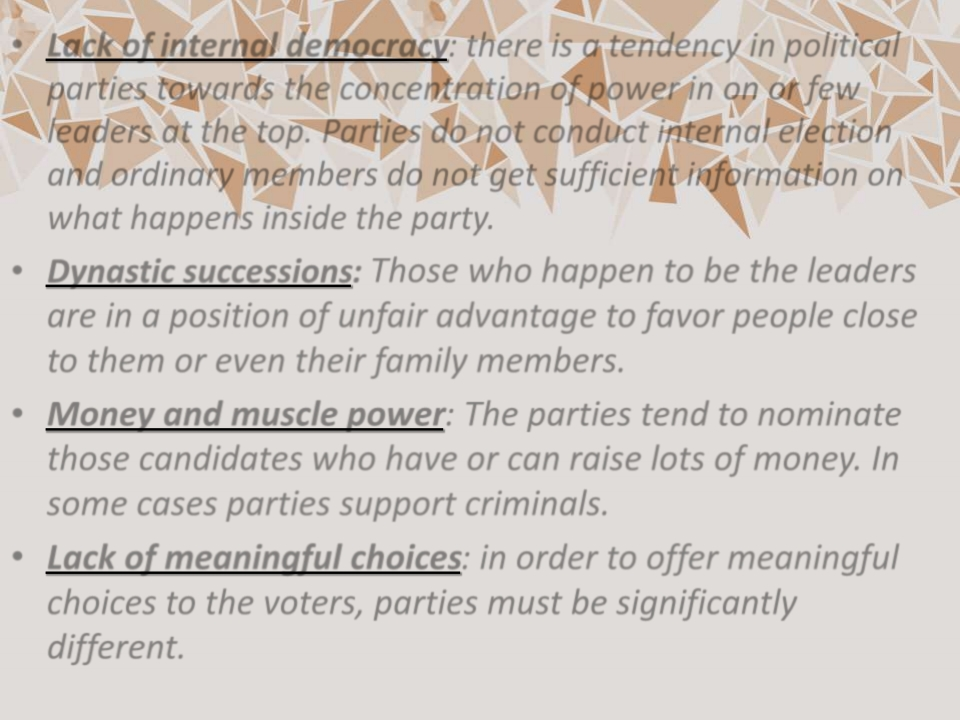 • Lack of internal democracy: there is a tendency in political
parties towards the concentration of power in on or few
leaders at the top. Parties do not conduct internal election
and ordinary members do not get sufficient information on
what happens inside the party.
• Dynastic successions: Those who happen to be the leaders
are in a position of unfair advantage to favor people close
to them or even their family members.
• Money and muscle power: The parties tend to nominate
those candidates who have or can raise lots of money. In
some cases parties support criminals.
• Lack of meaningful choices: in order to offer meaningful
choices to the voters, parties must be significantly
different.